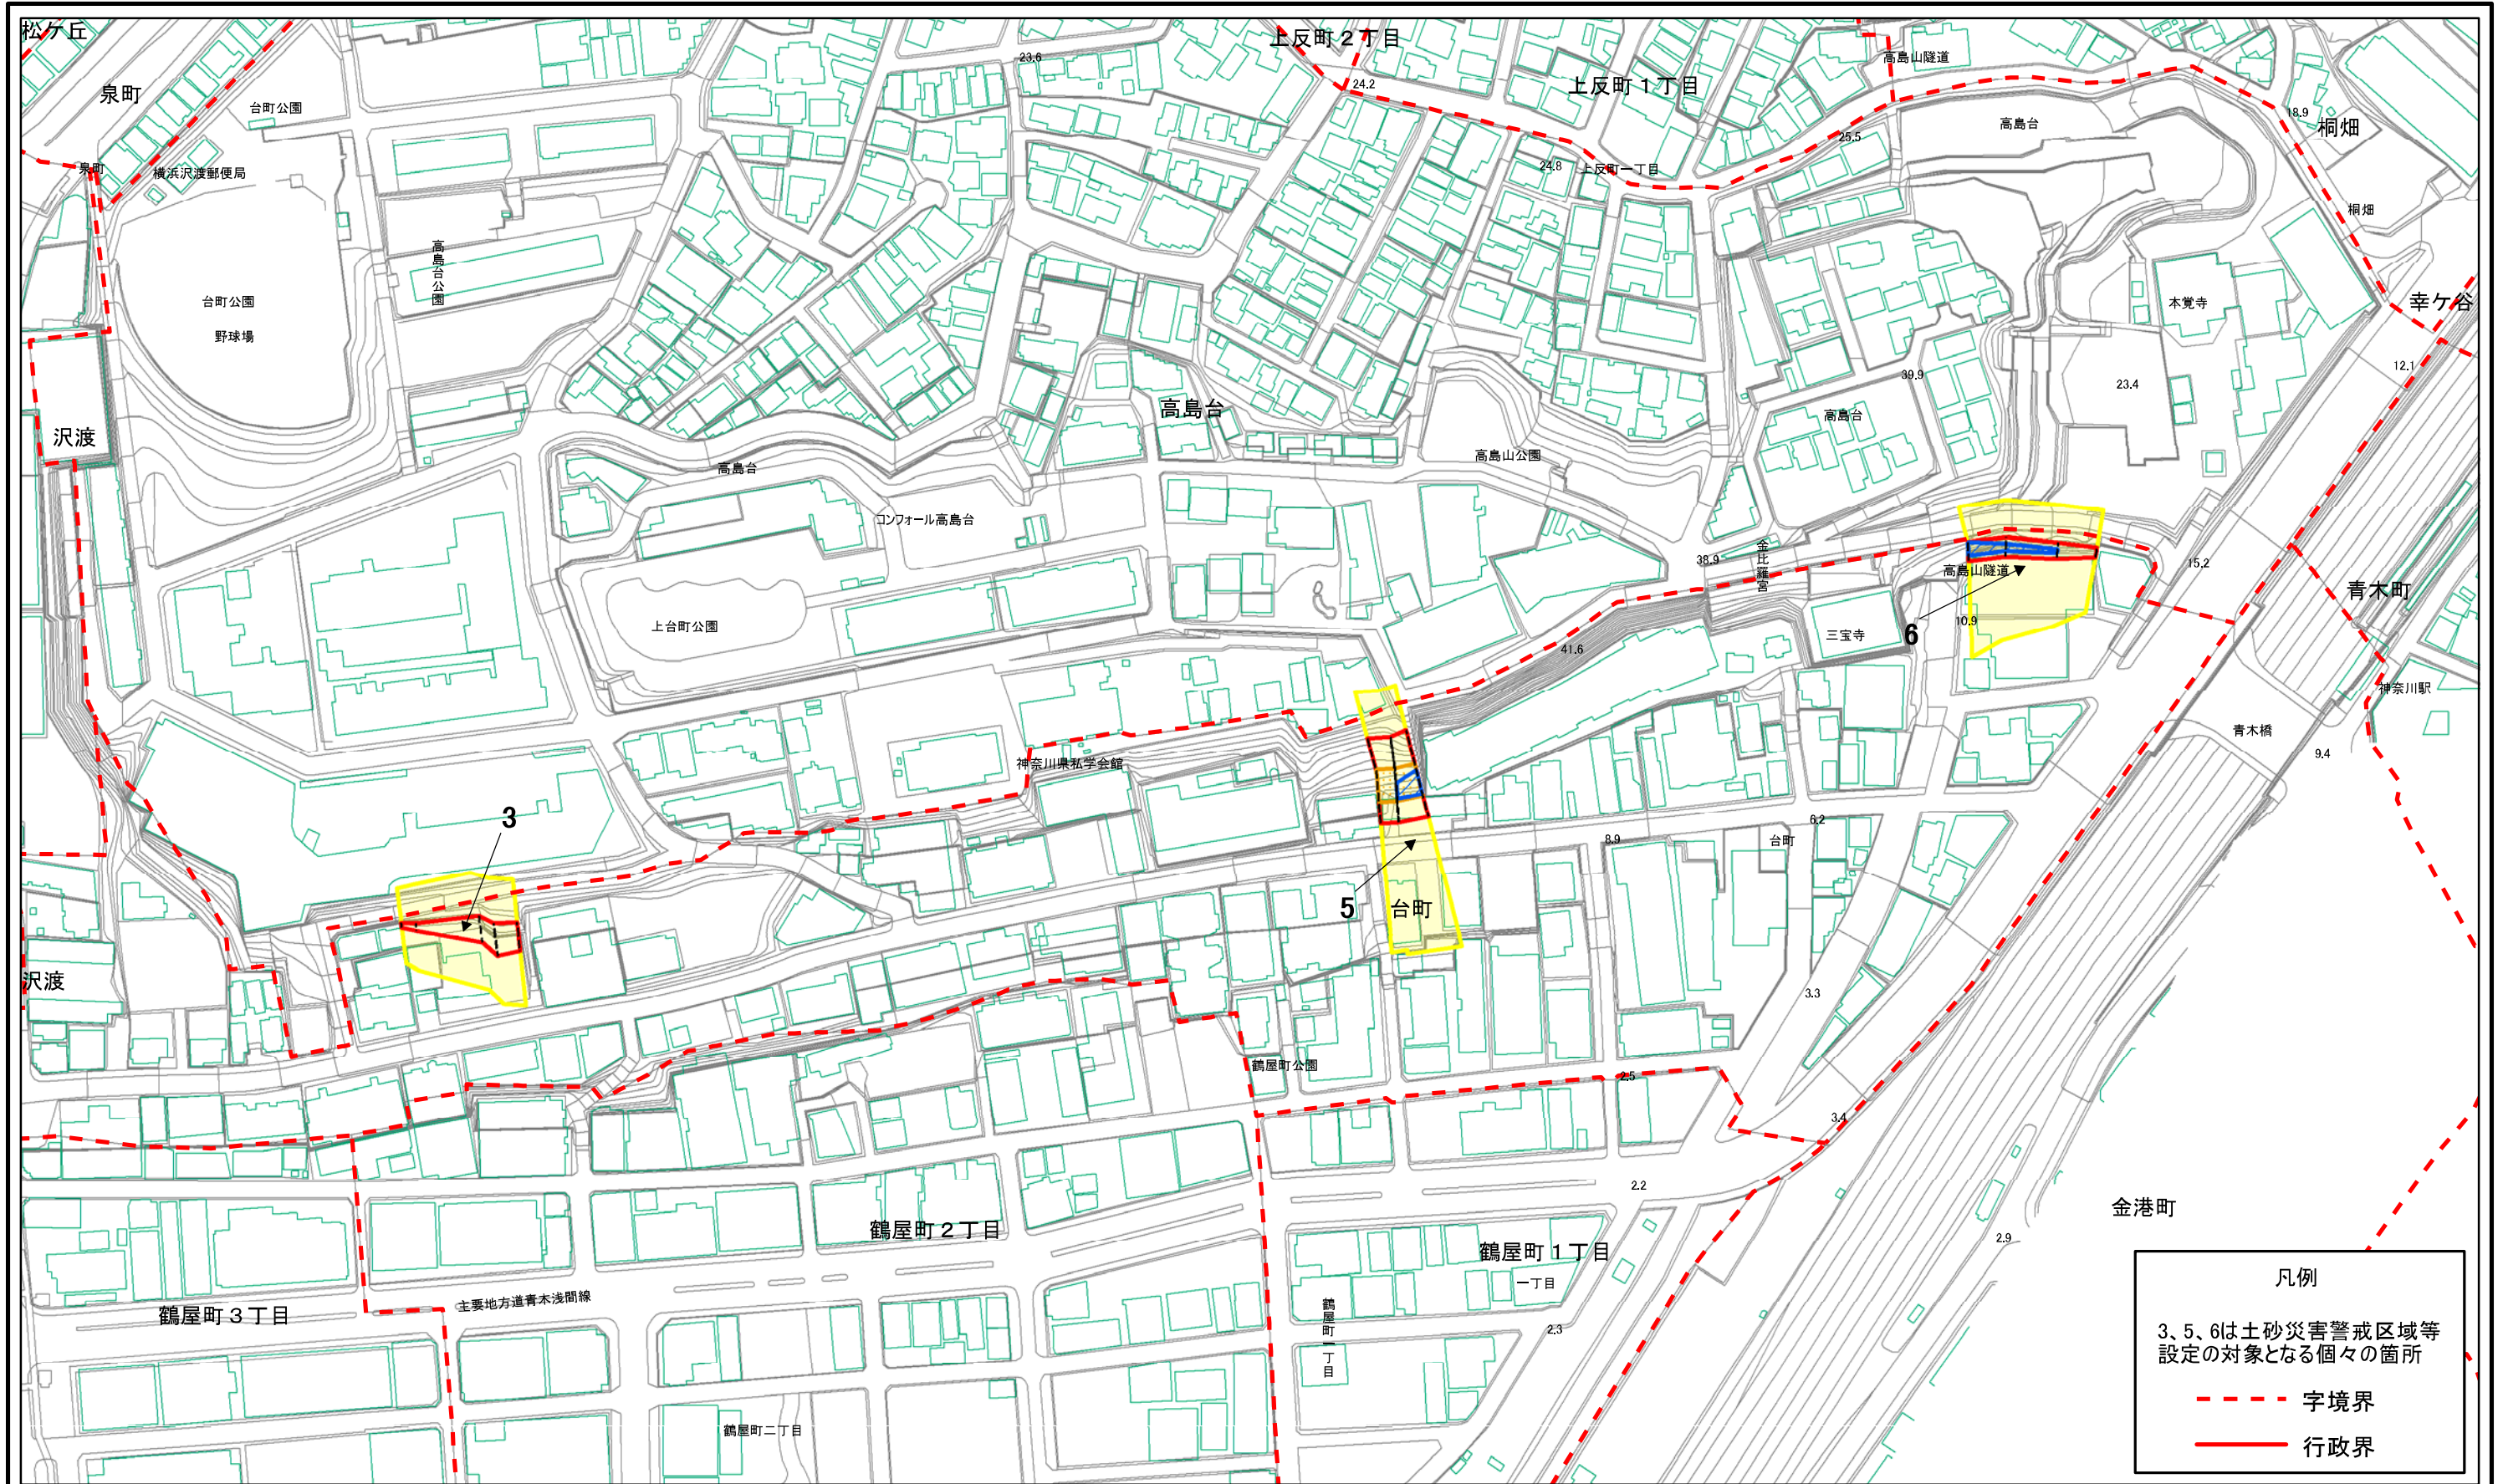 松ケ丘
上反町２丁目
23.6
高島山隧道
泉町
24.2
上反町１丁目
台町公園
18.9
高島台
桐畑
25.5
泉町
横浜沢渡郵便局
24.8
上反町一丁目
桐畑
高島台公園
台町公園
木覚寺
幸ケ谷
野球場
12.1
39.9
23.4
高島台
高島台
沢渡
高島山公園
高島台
コンフォール高島台
38.9
金比羅宮
15.2
高島山隧道
青木町
10.9
上台町公園
三宝寺
6
41.6
神奈川駅
青木橋
9.4
神奈川県私学会館
3
6.2
8.9
台町
5
台町
沢渡
3.3
鶴屋町公園
2.5
3.4
2.2
金港町
鶴屋町２丁目
2.9
鶴屋町１丁目
一丁目
主要地方道青木浅間線
鶴屋町３丁目
鶴屋町一丁目
2.3
鶴屋町二丁目
凡例
3、5、6は土砂災害警戒区域等
設定の対象となる個々の箇所
字境界
行政界